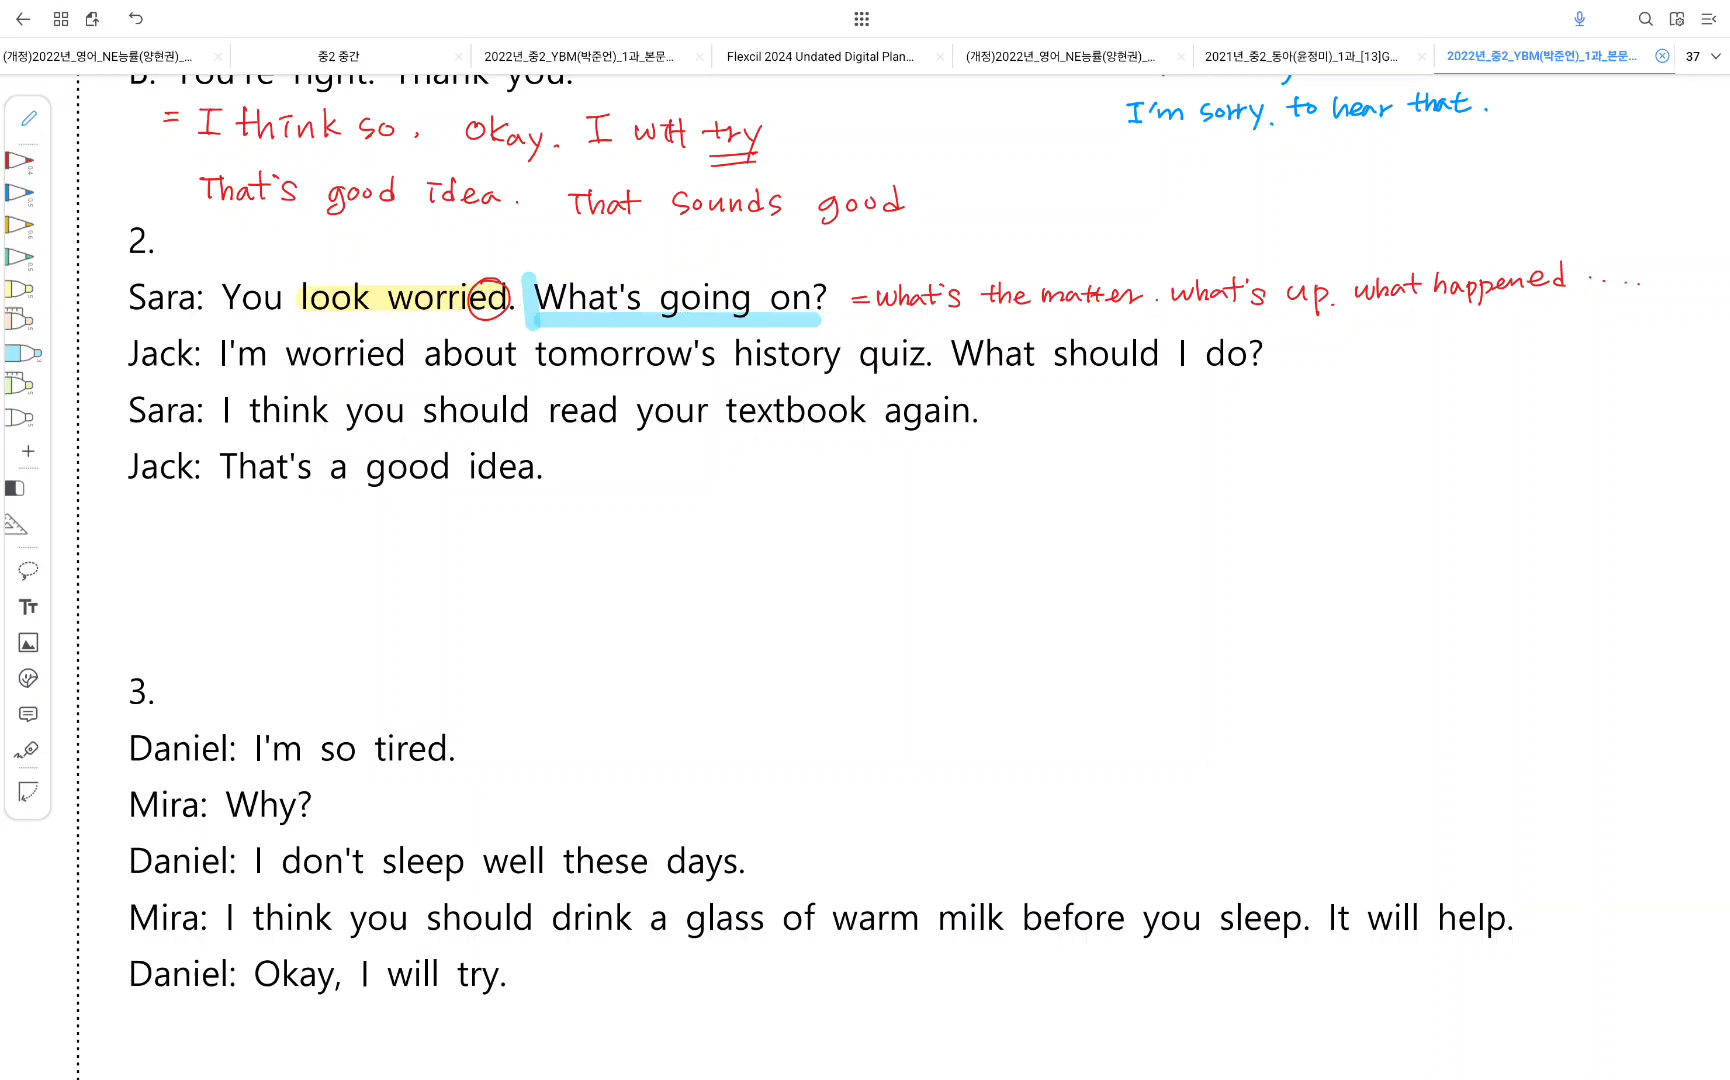 (개정)2022년_영어_NE능률(양현권)_...
중2 중간
2022년_중2_YBM(박준언)_1과_본문...
Flexcil 2024 Undated Digital Plan...
(개정)2022년_영어_NE능률(양현권)_...
2021년_중2_동아(윤정미)_1과_[13]G...
2022년_중2_YBM(박준언)_1과_본문...
37
B: You're right. Thank you.
I'm sorry. to hear that.
= I think so. Okay. I will try
That's good idea. That sounds good
2.
Sara: You look worried. What's going on? = what's the matter. what's up. what happened ....
Jack: I'm worried about tomorrow's history quiz. What should I do?
Sara: I think you should read your textbook again.
Jack: That's a good idea.
3.
Daniel: I'm so tired.
Mira: Why?
Daniel: I don't sleep well these days.
Mira: I think you should drink a glass of warm milk before you sleep. It will help.
Daniel: Okay, I will try.